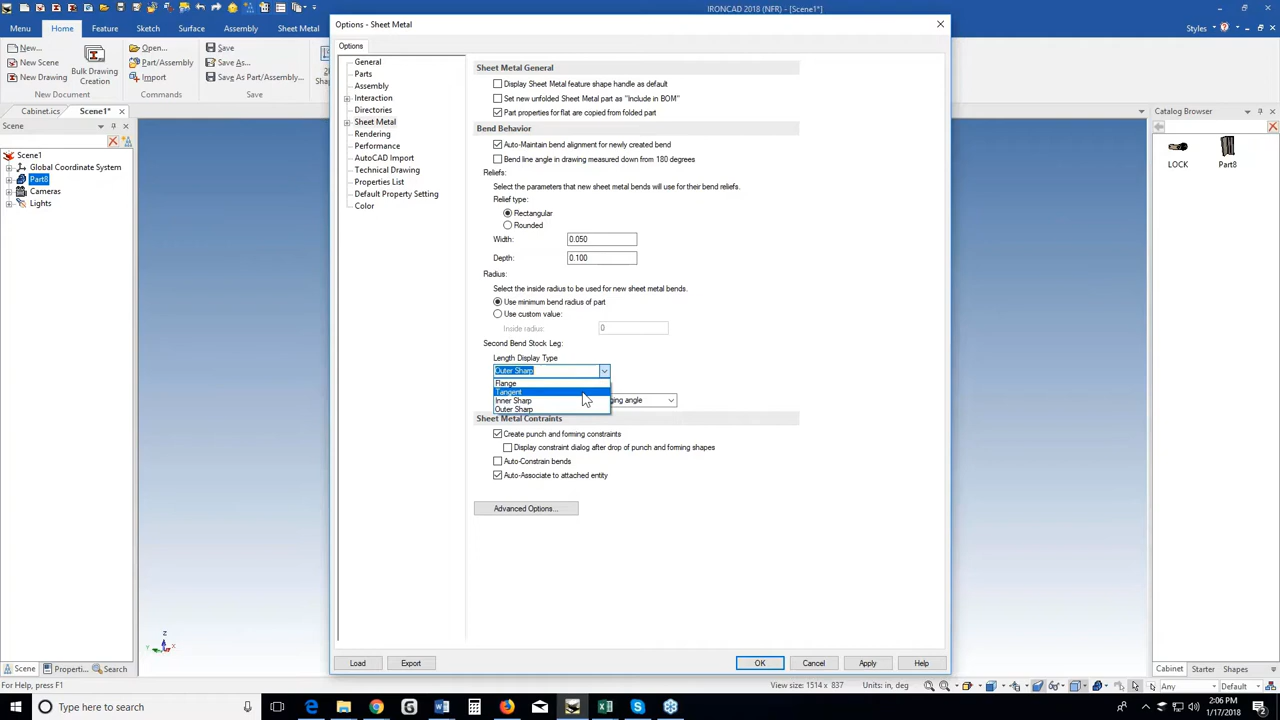 IRONCAD 2018 (NFR) - [Scene1*]
Menu Home Feature Sketch Surface Assembly Sheet Metal Styles
New... New Scene New Drawing
Bulk Drawing Creation
Open... Part/Assembly Import
Save Save As... Save As Part/Assembly...
New Document Commands Save
Cabinet.ics Scene1*
Scene
Scene1
Global Coordinate System
Part8
Cameras
Lights
Options - Sheet Metal
Options
General
Parts
Assembly
Interaction
Directories
Sheet Metal
Rendering
Performance
AutoCAD Import
Technical Drawing
Properties List
Default Property Setting
Color
Sheet Metal General
Display Sheet Metal feature shape handle as default
Set new unfolded Sheet Metal part as "Include in BOM"
Part properties for flat are copied from folded part
Bend Behavior
Auto-Maintain bend alignment for newly created bend
Bend line angle in drawing measured down from 180 degrees
Reliefs:
Select the parameters that new sheet metal bends will use for their bend reliefs.
Relief type:
Rectangular
Rounded
Width: 0.050
Depth: 0.100
Radius:
Select the inside radius to be used for new sheet metal bends.
Use minimum bend radius of part
Use custom value:
Inside radius: 0
Second Bend Stock Leg:
Length Display Type
Outer Sharp
Flange
Tangent
Inner Sharp
Outer Sharp
angle
Sheet Metal Contraints
Create punch and forming constraints
Display constraint dialog after drop of punch and forming shapes
Auto-Constrain bends
Auto-Associate to attached entity
Advanced Options...
Load Export OK Cancel Apply Help
Catalog Browser
LOCK Part8
Z
Y X
Scene Properti... Search
Cabinet Starter Shapes
For Help, press F1
View size: 1514 x 837 Units: in, deg
Any Default
Type here to search
2:06 PM
1/17/2018